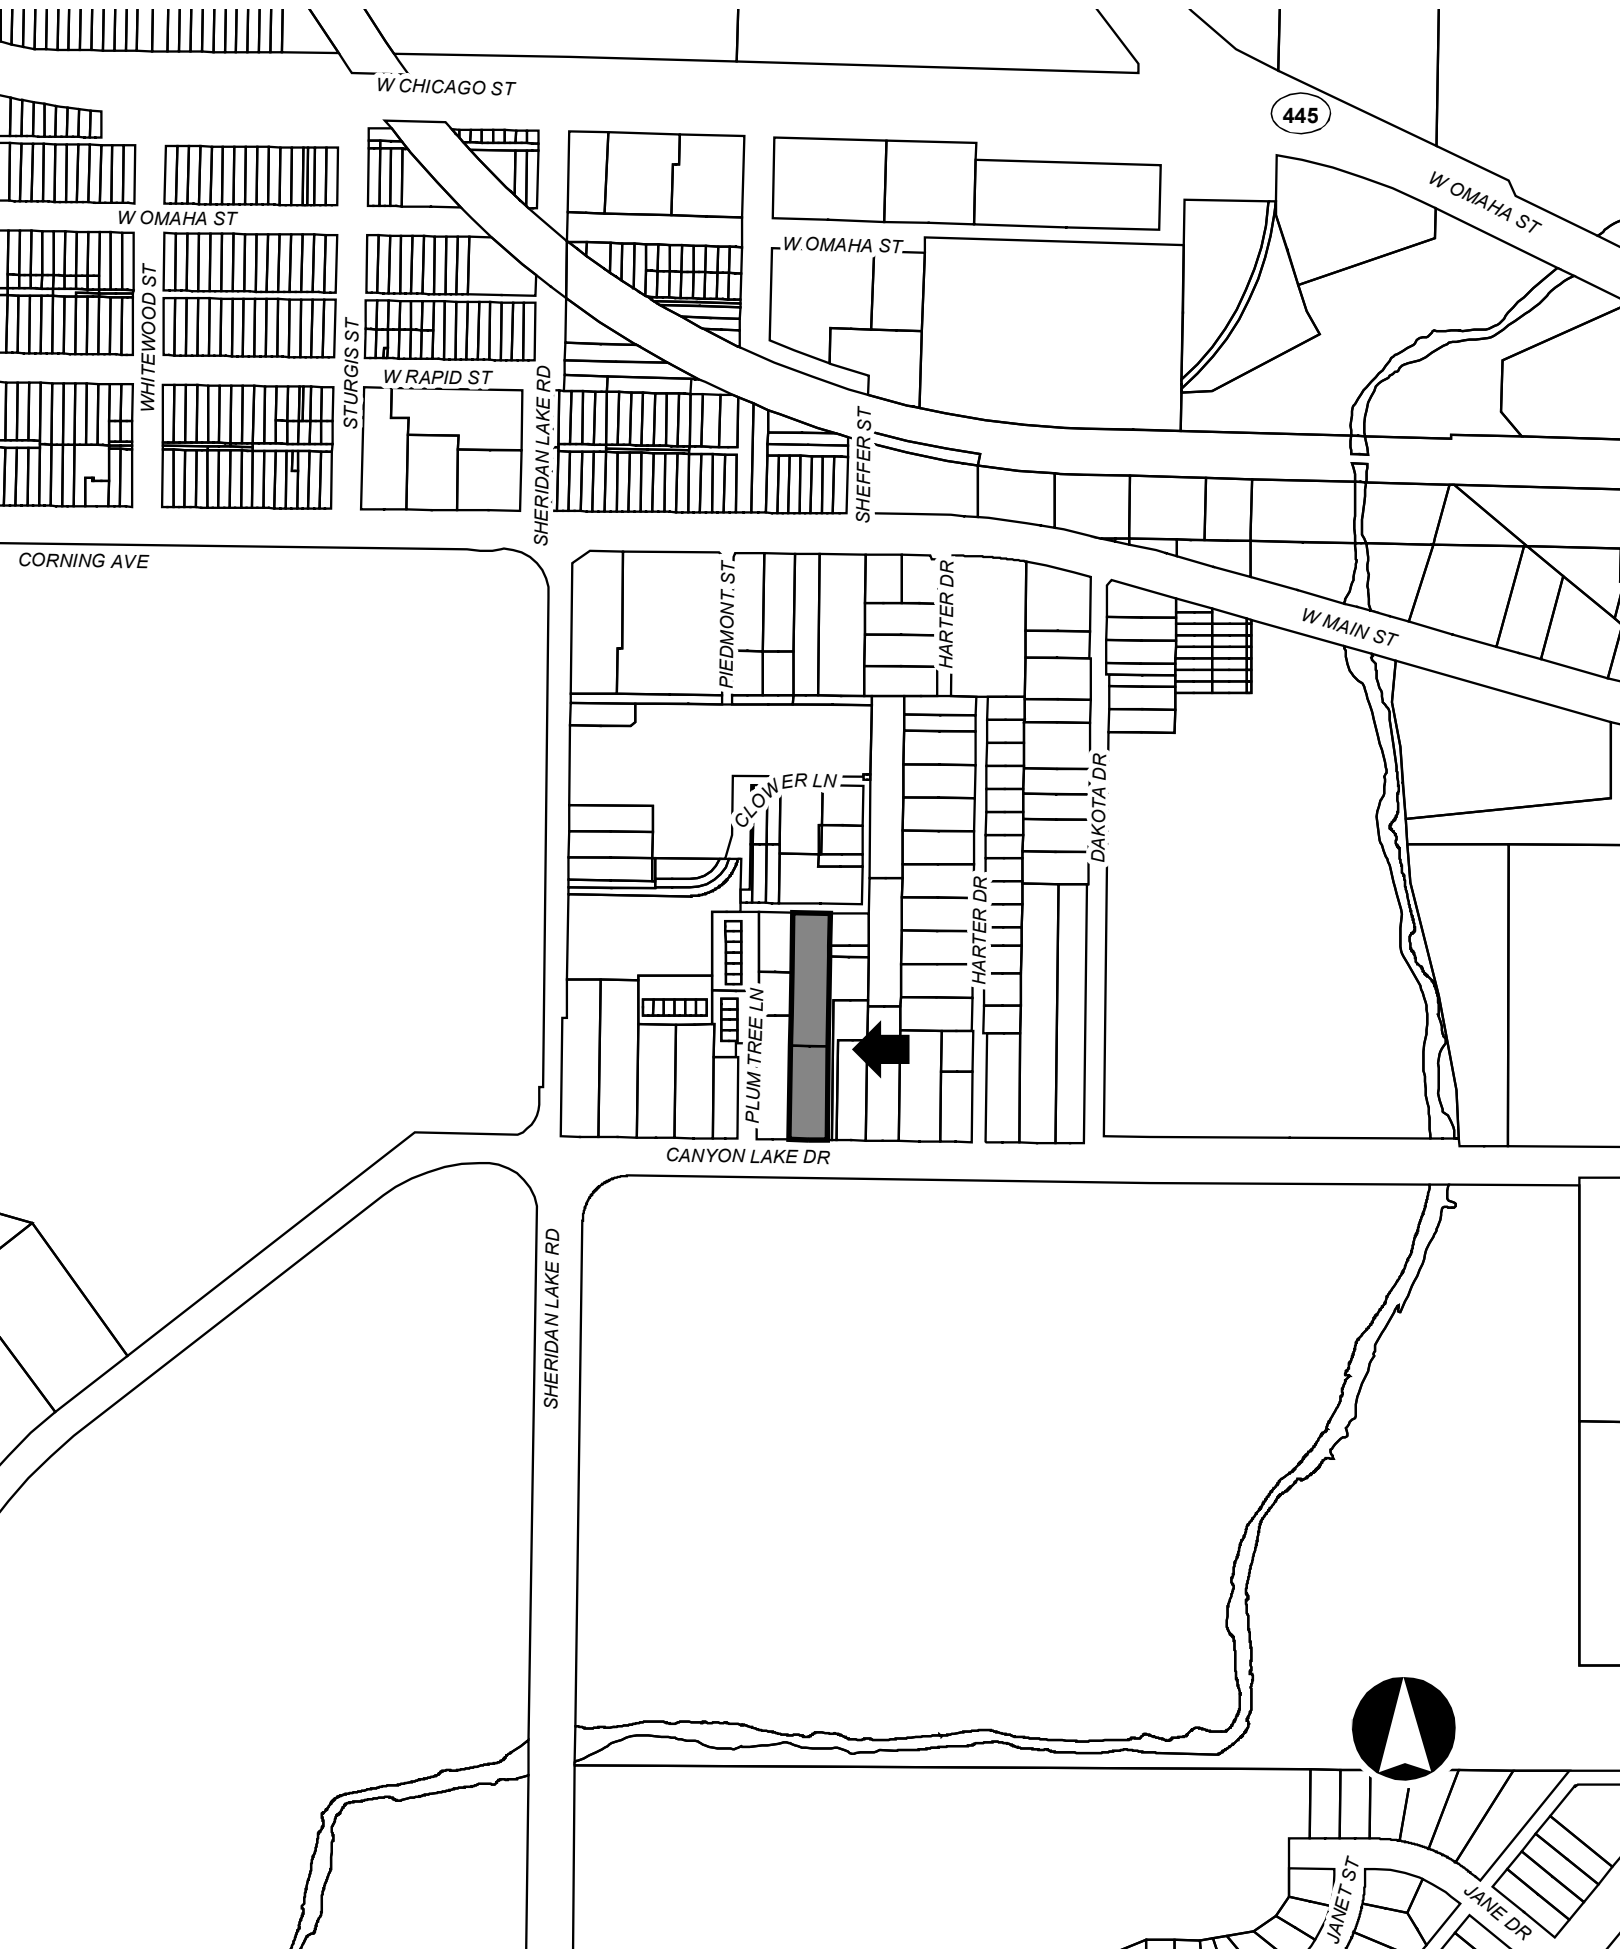 W CHICAGO ST
445
W OMAHA ST
W OMAHA ST
W OMAHA ST
WHITEWOOD ST
STURGIS ST
W RAPID ST
SHERIDAN LAKE RD
SHEFFER ST
CORNING AVE
PIEDMONT ST
HARTER DR
W MAIN ST
CLOWER LN
DAKOTA DR
HARTER DR
PLUM TREE LN
CANYON LAKE DR
SHERIDAN LAKE RD
JANET ST
JANE DR